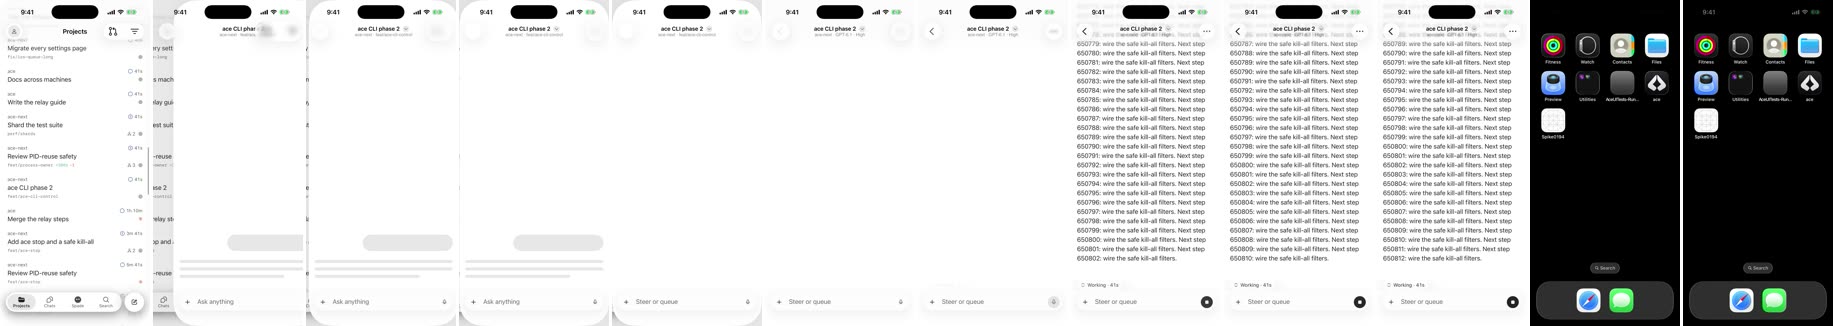 9:41
Projects
Migrate every settings page
fix/ios-queue-long
ace
41s
Docs across machines
ace
41s
Write the relay guide
ace-next
41s
Shard the test suite
perf/shards
2
ace-next
41s
Review PID-reuse safety
3
ace-next
41s
ace CLI phase 2
feat/ace-cli-control
ace
1h 10m
Merge the relay steps
ace-next
3m 41s
Add ace stop and a safe kill-all
feat/ace-stop
2
ace-next
5m 41s
Review PID-reuse safety
feat/ace-stop
Projects
Chats
Search
9:41
ace CLI phase 2
Chats
Ask anything
9:41
ace CLI phase 2
Ask anything
9:41
ace CLI phase 2
Ask anything
9:41
ace CLI phase 2
Steer or queue
9:41
ace CLI phase 2
Steer or queue
9:41
ace CLI phase 2
Steer or queue
9:41
ace CLI phase 2
650779: wire the safe kill-all filters. Next step
650780: wire the safe kill-all filters. Next step
650781: wire the safe kill-all filters. Next step
650782: wire the safe kill-all filters. Next step
650783: wire the safe kill-all filters. Next step
650784: wire the safe kill-all filters. Next step
650785: wire the safe kill-all filters. Next step
650786: wire the safe kill-all filters. Next step
650787: wire the safe kill-all filters. Next step
650788: wire the safe kill-all filters. Next step
650789: wire the safe kill-all filters. Next step
650790: wire the safe kill-all filters. Next step
650791: wire the safe kill-all filters. Next step
650792: wire the safe kill-all filters. Next step
650793: wire the safe kill-all filters. Next step
650794: wire the safe kill-all filters. Next step
650795: wire the safe kill-all filters. Next step
650796: wire the safe kill-all filters. Next step
650797: wire the safe kill-all filters. Next step
650798: wire the safe kill-all filters. Next step
650799: wire the safe kill-all filters. Next step
650800: wire the safe kill-all filters. Next step
650801: wire the safe kill-all filters. Next step
650802: wire the safe kill-all filters.
Working · 41s
Steer or queue
9:41
ace CLI phase 2
650787: wire the safe kill-all filters. Next step
650788: wire the safe kill-all filters. Next step
650789: wire the safe kill-all filters. Next step
650790: wire the safe kill-all filters. Next step
650791: wire the safe kill-all filters. Next step
650792: wire the safe kill-all filters. Next step
650793: wire the safe kill-all filters. Next step
650794: wire the safe kill-all filters. Next step
650795: wire the safe kill-all filters. Next step
650796: wire the safe kill-all filters. Next step
650797: wire the safe kill-all filters. Next step
650798: wire the safe kill-all filters. Next step
650799: wire the safe kill-all filters. Next step
650800: wire the safe kill-all filters. Next step
650801: wire the safe kill-all filters. Next step
650802: wire the safe kill-all filters. Next step
650803: wire the safe kill-all filters. Next step
650804: wire the safe kill-all filters. Next step
650805: wire the safe kill-all filters. Next step
650806: wire the safe kill-all filters. Next step
650807: wire the safe kill-all filters. Next step
650808: wire the safe kill-all filters. Next step
650809: wire the safe kill-all filters. Next step
650810: wire the safe kill-all filters.
Working · 41s
Steer or queue
9:41
ace CLI phase 2
650789: wire the safe kill-all filters. Next step
650790: wire the safe kill-all filters. Next step
650791: wire the safe kill-all filters. Next step
650792: wire the safe kill-all filters. Next step
650793: wire the safe kill-all filters. Next step
650794: wire the safe kill-all filters. Next step
650795: wire the safe kill-all filters. Next step
650796: wire the safe kill-all filters. Next step
650797: wire the safe kill-all filters. Next step
650798: wire the safe kill-all filters. Next step
650799: wire the safe kill-all filters. Next step
650800: wire the safe kill-all filters. Next step
650801: wire the safe kill-all filters. Next step
650802: wire the safe kill-all filters. Next step
650803: wire the safe kill-all filters. Next step
650804: wire the safe kill-all filters. Next step
650805: wire the safe kill-all filters. Next step
650806: wire the safe kill-all filters. Next step
650807: wire the safe kill-all filters. Next step
650808: wire the safe kill-all filters. Next step
650809: wire the safe kill-all filters. Next step
650810: wire the safe kill-all filters. Next step
650811: wire the safe kill-all filters. Next step
650812: wire the safe kill-all filters.
Working · 41s
Steer or queue
9:41
Fitness
Watch
Contacts
Files
Preview
Utilities
AceUITests-Run...
ace
Spike0194
Search
9:41
Fitness
Watch
Contacts
Files
Preview
Utilities
AceUITests-Run...
ace
Spike0194
Search